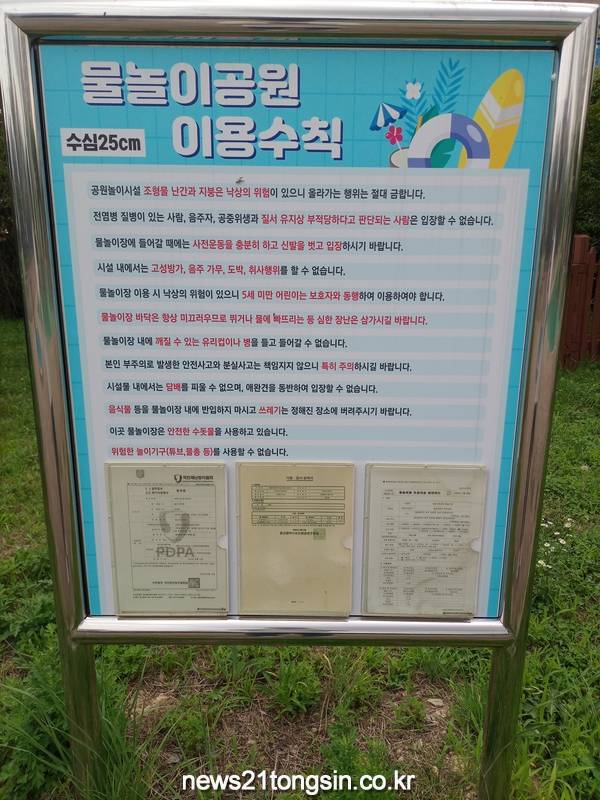 물놀이공원
수심25cm
이용수칙
공원놀이시설 조형물 난간과 지붕은 낙상의 위험이 있으니 올라가는 행위는 절대 금합니다.
전염병 질병이 있는 사람, 음주자, 공중위생과 질서 유지상 부적당하다고 판단되는 사람은 입장할 수 없습니다.
물놀이장에 들어갈 때에는 사전운동을 충분히 하고 신발을 벗고 입장하시기 바랍니다.
시설 내에서는 고성방가, 음주 가무, 도박, 취사행위를 할 수 없습니다.
물놀이장 이용 시 낙상의 위험이 있으니 5세 미만 어린이는 보호자와 동행하여 이용하여야 합니다.
물놀이장 바닥은 항상 미끄러우므로 뛰거나 물에 빠뜨리는 등 심한 장난은 삼가시길 바랍니다.
물놀이장 내에 깨질 수 있는 유리컵이나 병을 들고 들어갈 수 없습니다.
본인 부주의로 발생한 안전사고와 분실사고는 책임지지 않으니 특히 주의하시길 바랍니다.
시설물 내에서는 담배를 피울 수 없으며, 애완견을 동반하여 입장할 수 없습니다.
음식물 등을 물놀이장 내에 반입하지 마시고 쓰레기는 정해진 장소에 버려주시기 바랍니다.
이곳 물놀이장은 안전한 수돗물을 사용하고 있습니다.
위험한 놀이기구(튜브,물총 등)를 사용할 수 없습니다.
PDPA
news21tongsin.co.kr